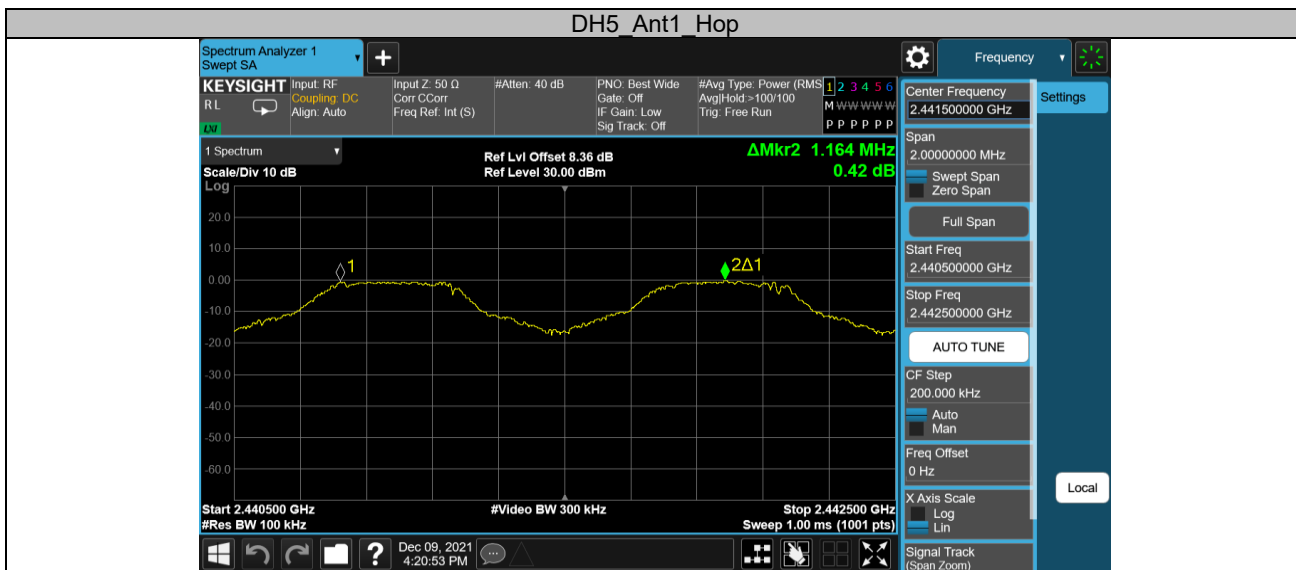 DH5_Ant1_Hop
Spectrum Analyzer 1
Swept SA
Frequency
KEYSIGHT
RL
LXI
Input: RF
Coupling: DC
Align: Auto
Input Z: 50 Ω
Corr CCorr
Freq Ref: Int (S)
#Atten: 40 dB
PNO: Best Wide
Gate: Off
IF Gain: Low
Sig Track: Off
#Avg Type: Power (RMS
Avg|Hold:>100/100
Trig: Free Run
1 2 3 4 5 6
M W W W W W
P P P P P P
1 Spectrum
Scale/Div 10 dB
Log
Ref Lvl Offset 8.36 dB
Ref Level 30.00 dBm
ΔMkr2 1.164 MHz
0.42 dB
20.0
10.0
0.00
-10.0
-20.0
-30.0
-40.0
-50.0
-60.0
1
2Δ1
Start 2.440500 GHz
#Res BW 100 kHz
#Video BW 300 kHz
Stop 2.442500 GHz
Sweep 1.00 ms (1001 pts)
Dec 09, 2021
4:20:53 PM
Center Frequency
2.441500000 GHz
Settings
Span
2.00000000 MHz
Swept Span
Zero Span
Full Span
Start Freq
2.440500000 GHz
Stop Freq
2.442500000 GHz
AUTO TUNE
CF Step
200.000 kHz
Auto
Man
Freq Offset
0 Hz
X Axis Scale
Log
Lin
Local
Signal Track
(Span Zoom)